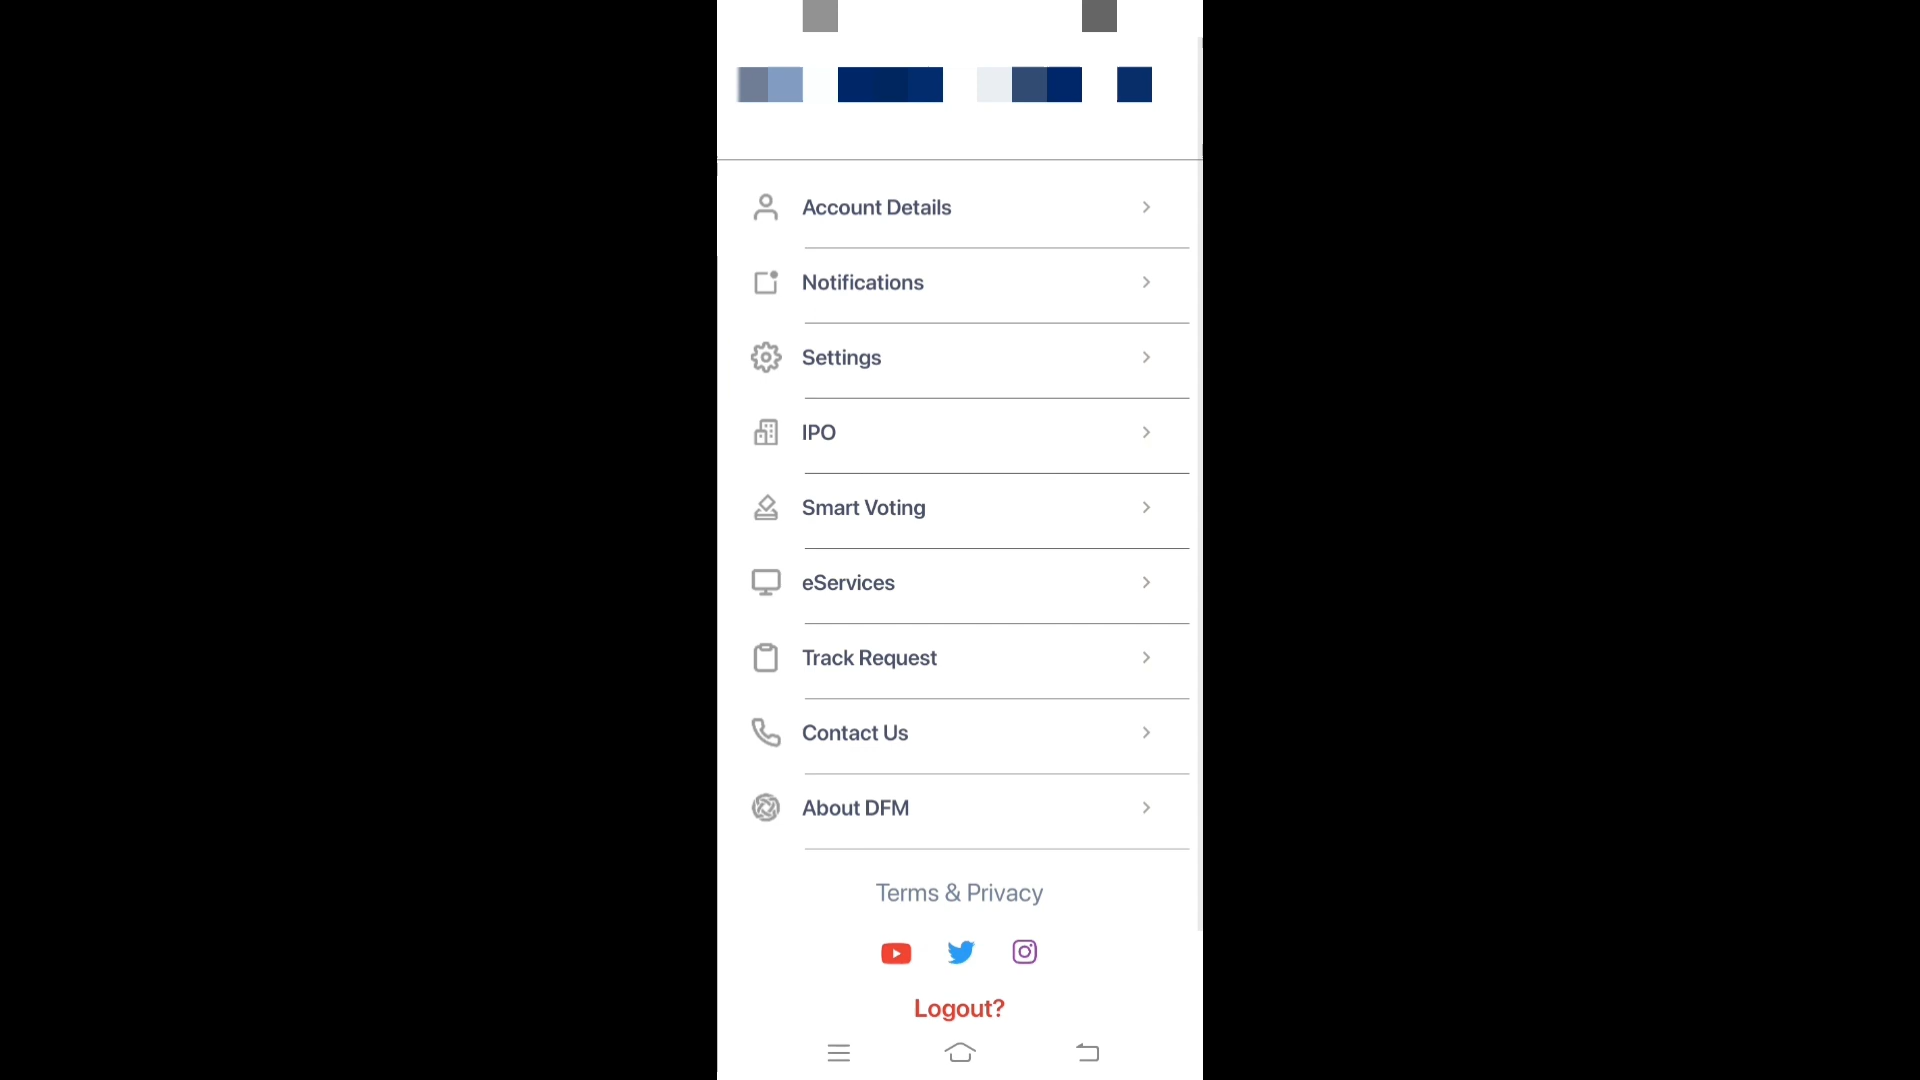 Account Details
Notifications
Settings
IPO
Smart Voting
eServices
Track Request
Contact Us
About DFM
Terms & Privacy
Logout?